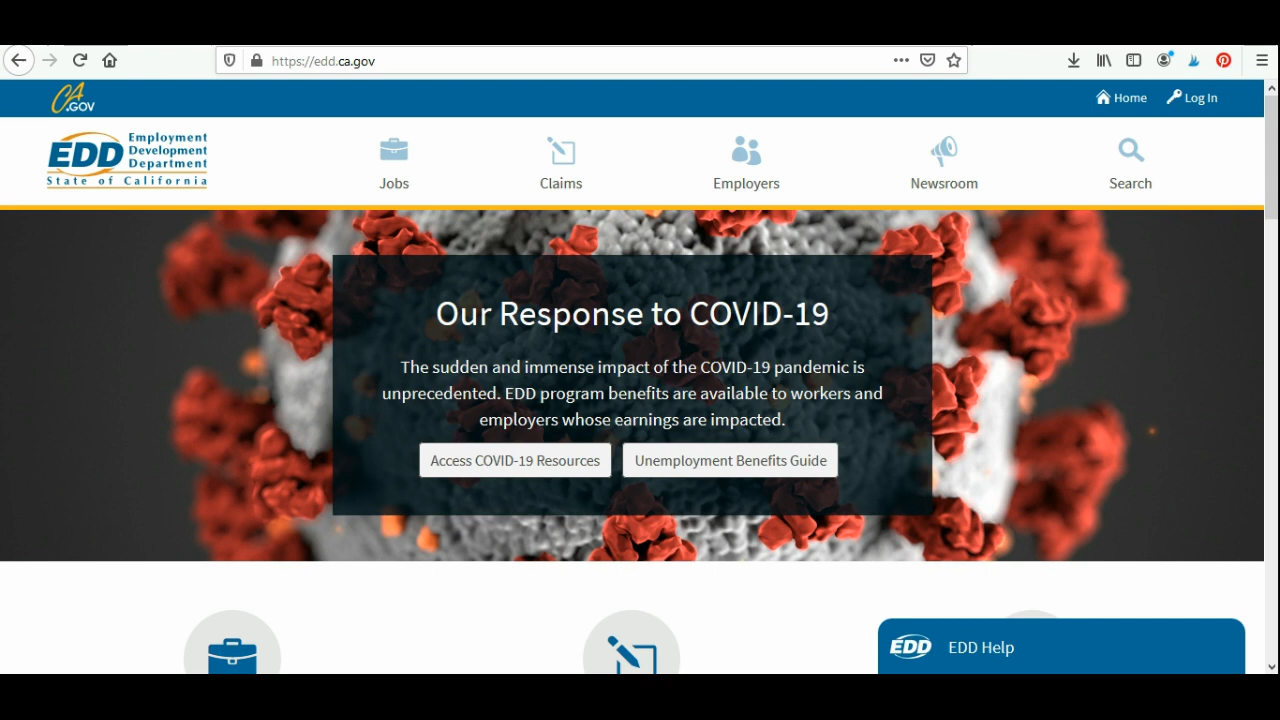 https://edd.ca.gov
CA
.GOV
Home
Log In
EDD
Employment
Development
Department
State of California
Jobs
Claims
Employers
Newsroom
Search
Our Response to COVID-19
The sudden and immense impact of the COVID-19 pandemic is
unprecedented. EDD program benefits are available to workers and
employers whose earnings are impacted.
Access COVID-19 Resources
Unemployment Benefits Guide
EDD
EDD Help